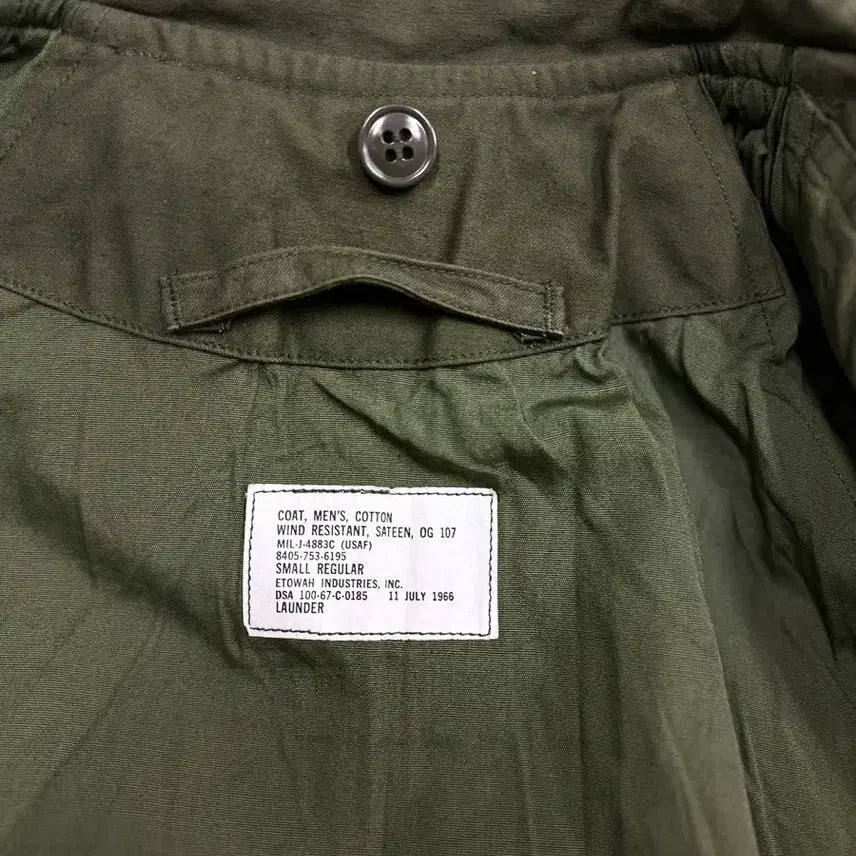 COAT, MEN'S, COTTON
WIND RESISTANT, SATEEN, OG 107
MIL-J-4883C (USAF)
8405-753-6195
SMALL REGULAR
ETOWAH INDUSTRIES, INC.
DSA 100-67-C-0185 11 JULY 1966
LAUNDER